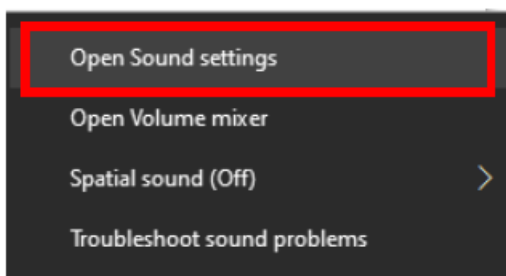 Open Sound settings
Open Volume mixer
Spatial sound (Off)
Troubleshoot sound problems